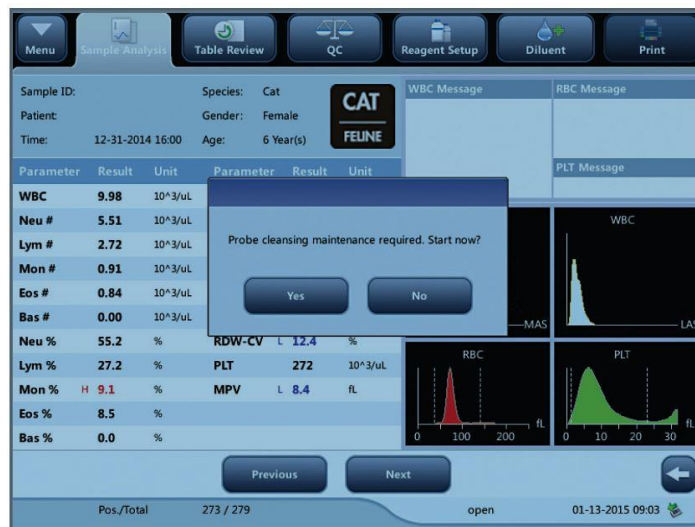 Menu Sample Analysis Table Review QC Reagent Setup Diluent Print
Sample ID: Species: Cat
Patient: Gender: Female
Time: 12-31-2014 16:00 Age: 6 Year(s)
CAT
FELINE
WBC Message RBC Message
PLT Message
Parameter Result Unit Parameter Result Unit
WBC 9.98 10^3/uL
Neu # 5.51 10^3/uL
Lym # 2.72 10^3/uL
Mon # 0.91 10^3/uL
Eos # 0.84 10^3/uL
Bas # 0.00 10^3/uL
Neu % 55.2 % RDW-CV L 12.4 %
Lym % 27.2 % PLT 272 10^3/uL
Mon % H 9.1 % MPV L 8.4 fL
Eos % 8.5 %
Bas % 0.0 %
Probe cleansing maintenance required. Start now?
Yes No
MAS
WBC
LAS
RBC
0 100 200 fL
PLT
0 10 20 30 fL
Previous Next
Pos./Total 273 / 279 open 01-13-2015 09:03